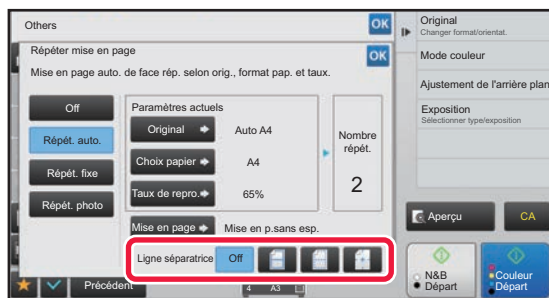 Others
OK
Répéter mise en page
OK
Mise en page auto. de face rép. selon orig., format pap. et taux.
Off
Répét. auto.
Répét. fixe
Répét. photo
Paramètres actuels
Original
Auto A4
Choix papier
A4
Taux de repro.
65%
Nombre
répét.
2
Mise en page
Mise en p.sans esp.
Ligne séparatrice
Off
Précédent
4
A3
Original
Changer format/orientat.
Mode couleur
Ajustement de l'arrière plan
Exposition
Sélectionner type/exposition
Aperçu
CA
N&B
Départ
Couleur
Départ